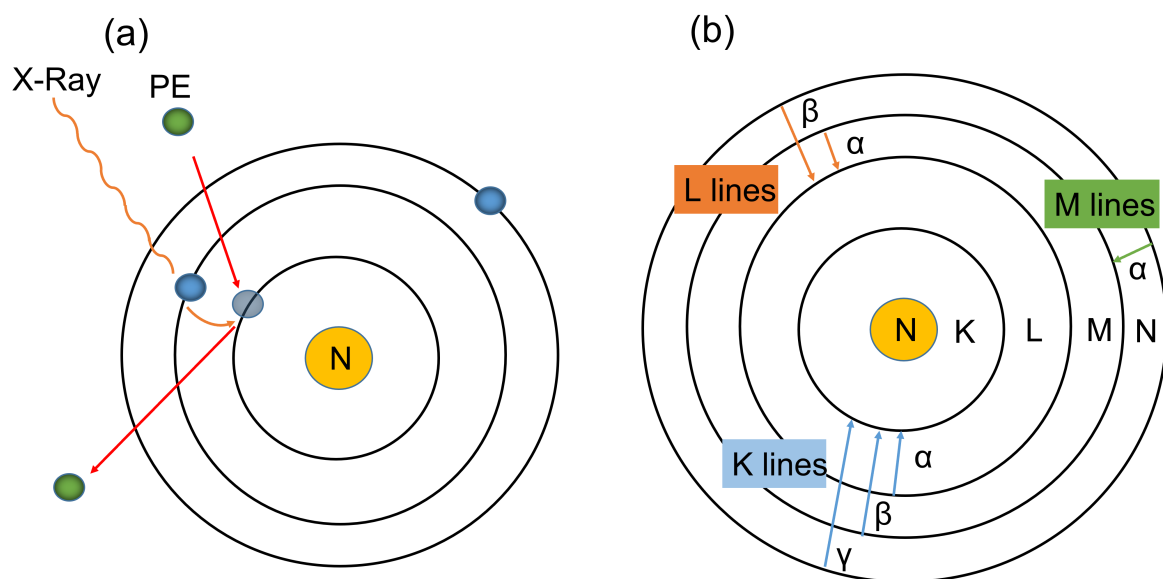 (a)
X-Ray
PE
N
(b)
β
α
L lines
M lines
α
N
K
L
M
N
K lines
α
β
γ